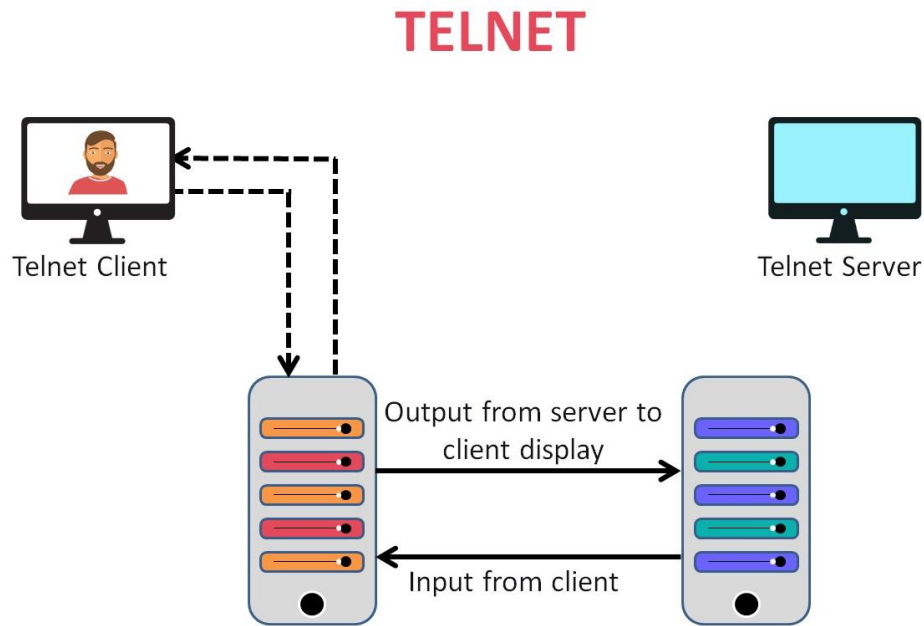 TELNET
Telnet Client
Telnet Server
Output from server to
client display
Input from client